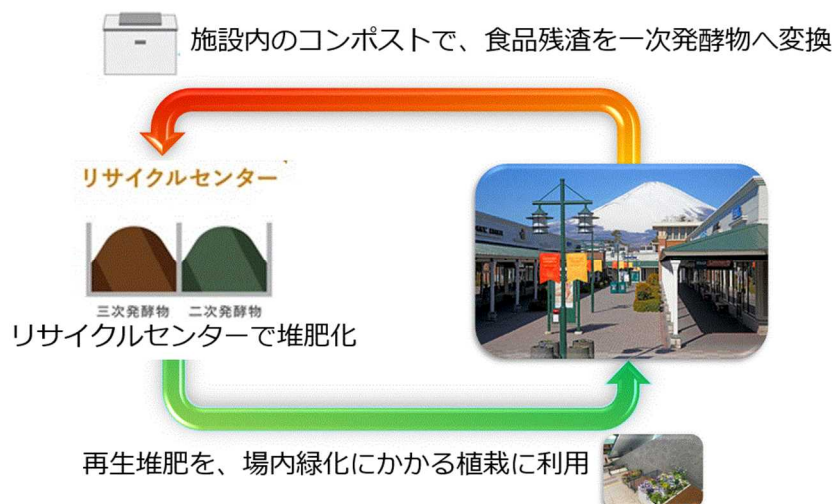 施設内のコンポストで、食品残渣を一次発酵物へ変換
リサイクルセンター
三次発酵物 二次発酵物
リサイクルセンターで堆肥化
再生堆肥を、場内緑化にかかる植栽に利用